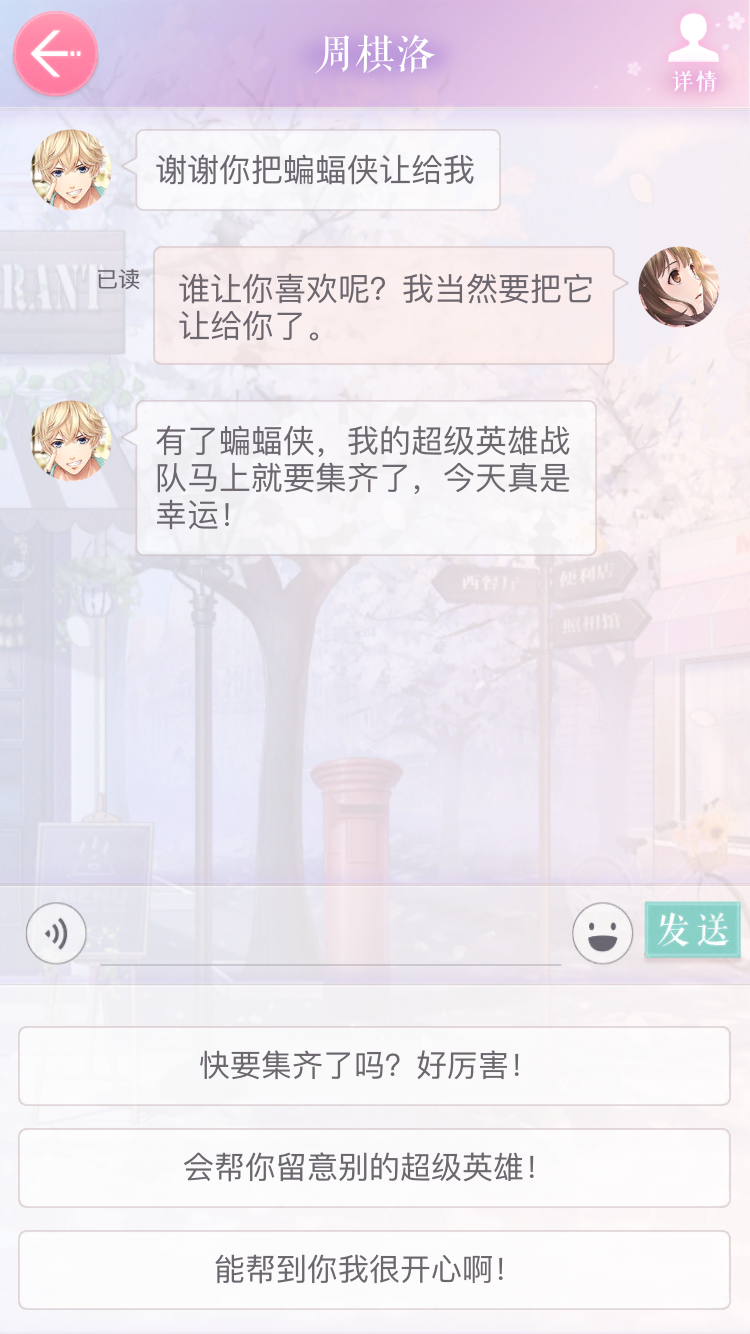 周棋洛
详情
谢谢你把蝙蝠侠让给我
已读
谁让你喜欢呢？我当然要把它
让给你了。
有了蝙蝠侠，我的超级英雄战
队马上就要集齐了，今天真是
幸运！
RANT
西餐厅
便利店
照相馆
发送
快要集齐了吗？好厉害！
会帮你留意别的超级英雄！
能帮到你我很开心啊！